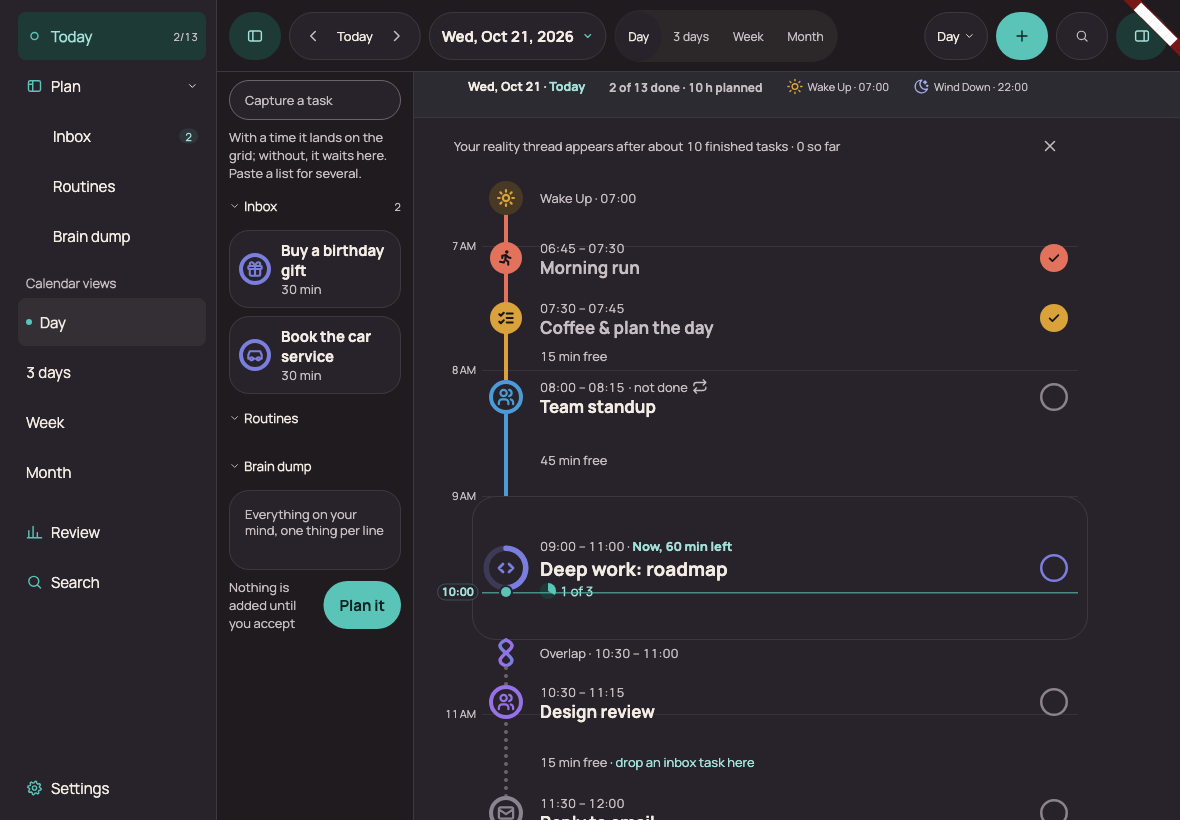 Today
2/13
Plan
Inbox
2
Routines
Brain dump
Calendar views
Day
3 days
Week
Month
Review
Search
Settings
Today
Wed, Oct 21, 2026
Day
3 days
Week
Month
Day
Capture a task
With a time it lands on the
grid; without, it waits here.
Paste a list for several.
Inbox
2
Buy a birthday
gift
30 min
Book the car
service
30 min
Routines
Brain dump
Everything on your
mind, one thing per line
Nothing is
added until
you accept
Plan it
Wed, Oct 21 · Today
2 of 13 done · 10 h planned
Wake Up · 07:00
Wind Down · 22:00
Your reality thread appears after about 10 finished tasks · 0 so far
Wake Up · 07:00
7 AM
06:45 – 07:30
Morning run
07:30 – 07:45
Coffee & plan the day
15 min free
8 AM
08:00 – 08:15 · not done
Team standup
45 min free
9 AM
09:00 – 11:00 · Now, 60 min left
Deep work: roadmap
10:00
1 of 3
Overlap · 10:30 – 11:00
10:30 – 11:15
Design review
11 AM
15 min free · drop an inbox task here
11:30 – 12:00
Reply to email